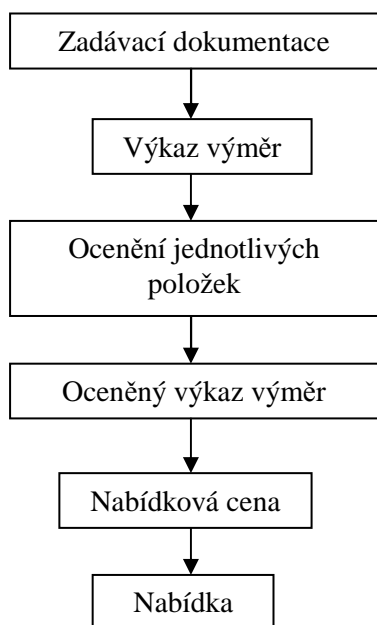 Zadávací dokumentace
Výkaz výměr
Ocenění jednotlivých
položek
Oceněný výkaz výměr
Nabídková cena
Nabídka